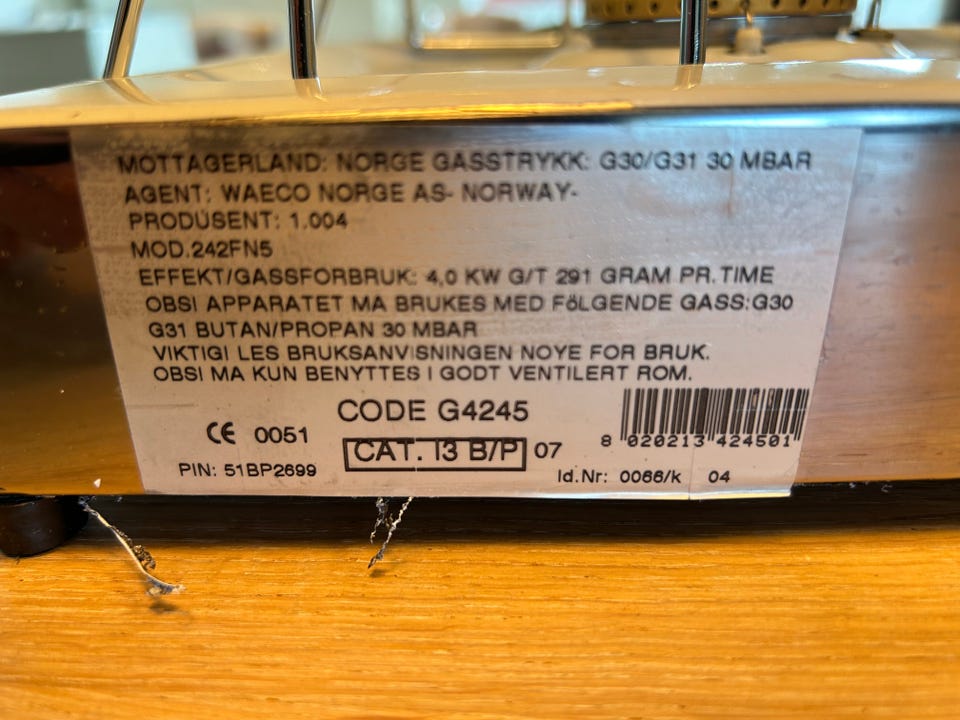 MOTTAGERLAND: NORGE GASSTRYKK: G30/G31 30 MBAR
AGENT: WAECO NORGE AS- NORWAY-
PRODUSENT: 1.004
MOD.242FN5
EFFEKT/GASSFORBRUK: 4,0 KW G/T 291 GRAM PR. TIME
OBS! APPARATET MA BRUKES MED FöLGENDE GASS:G30
G31 BUTAN/PROPAN 30 MBAR
VIKTIG! LES BRUKSANVISNINGEN NOYE FOR BRUK.
OBS! MA KUN BENYTTES I GODT VENTILERT ROM.
CODE G4245
CE 0051
CAT. I3 B/P 07
8 020213 424501
PIN: 51BP2699
Id.Nr: 0066/k 04